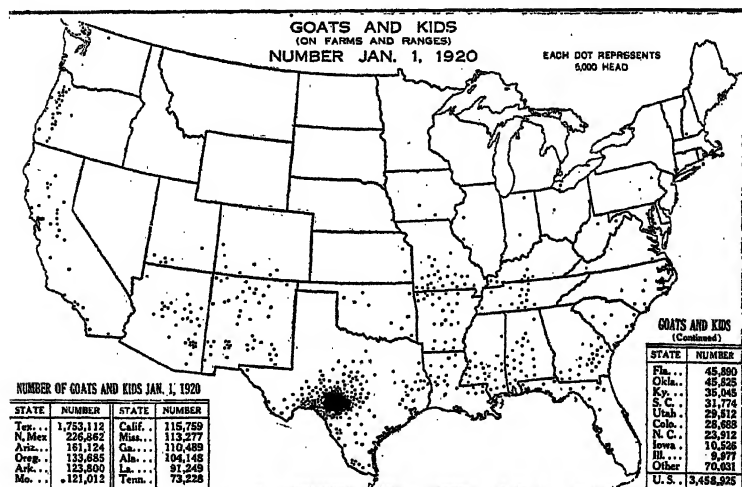 GOATS AND KIDS
(ON FARMS AND RANGES)
NUMBER JAN. 1, 1920
EACH DOT REPRESENTS
5,000 HEAD
NUMBER OF GOATS AND KIDS JAN. 1, 1920
STATE NUMBER STATE NUMBER
Tex... 1,753,112 Calif. 115,759
N. Mex 226,862 Miss... 113,277
Ariz... 161,124 Ga.... 110,489
Oreg... 133,685 Ala... 104,148
Ark... 123,800 La.... 91,249
Mo... 121,012 Tenn.. 73,228
GOATS AND KIDS
(Continued)
STATE NUMBER
Fla... 45,890
Okla.. 45,825
Ky.... 35,045
S. C. 31,774
Utah 29,512
Colo.. 28,688
N. C. 23,912
Iowa 10,526
Ill.... 9,977
Other 70,031
U. S.. 3,458,925